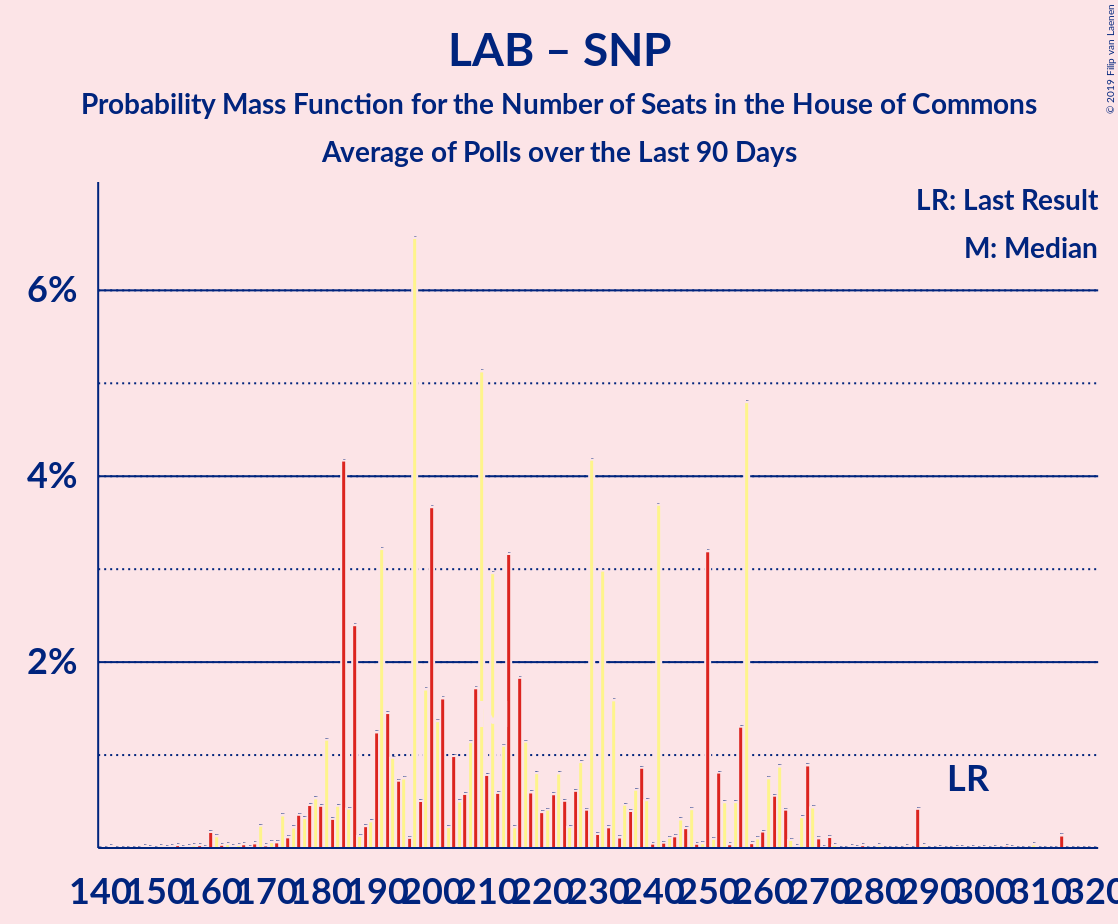 LAB – SNP
Probability Mass Function for the Number of Seats in the House of Commons
Average of Polls over the Last 90 Days
© 2019 Filip van Laenen
LR: Last Result
M: Median
6%
4%
2%
LR
140 150 160 170 180 190 200 210 220 230 240 250 260 270 280 290 300 310 320